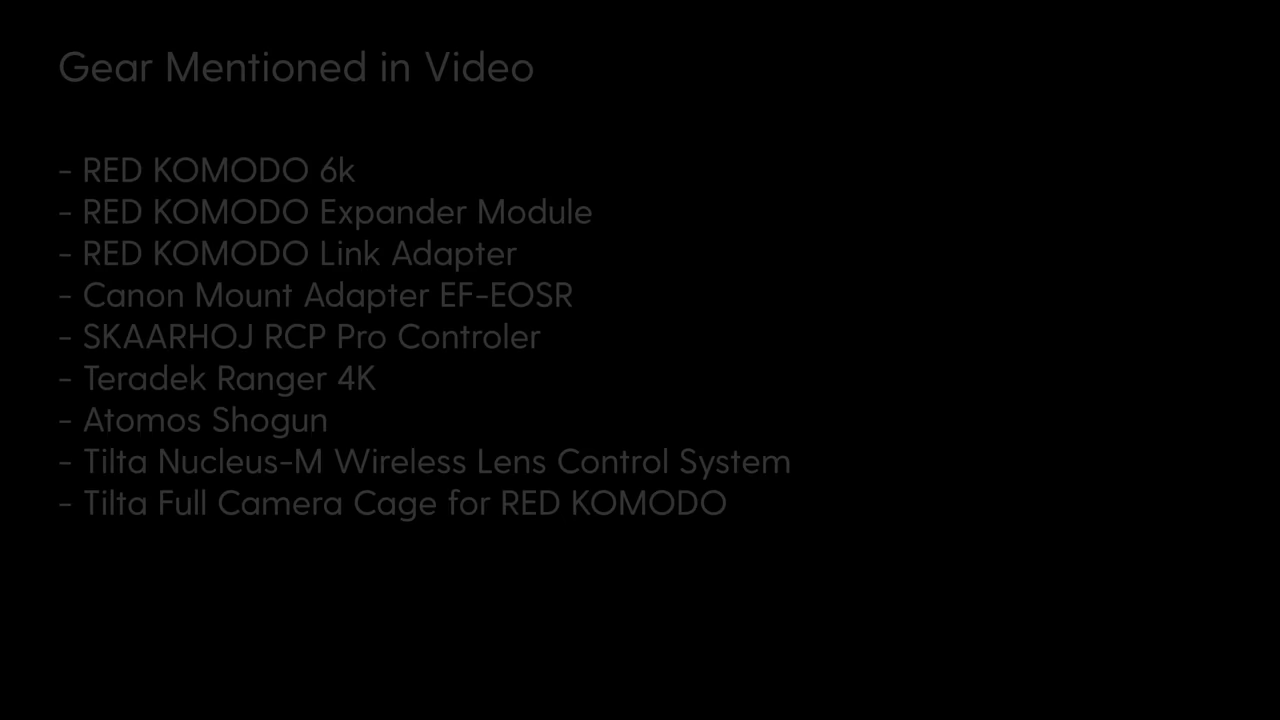 Gear Mentioned in Video
- RED KOMODO 6k
- RED KOMODO Expander Module
- RED KOMODO Link Adapter
- Canon Mount Adapter EF-EOSR
- SKAARHOJ RCP Pro Controler
- Teradek Ranger 4K
- Atomos Shogun
- Tilta Nucleus-M Wireless Lens Control System
- Tilta Full Camera Cage for RED KOMODO